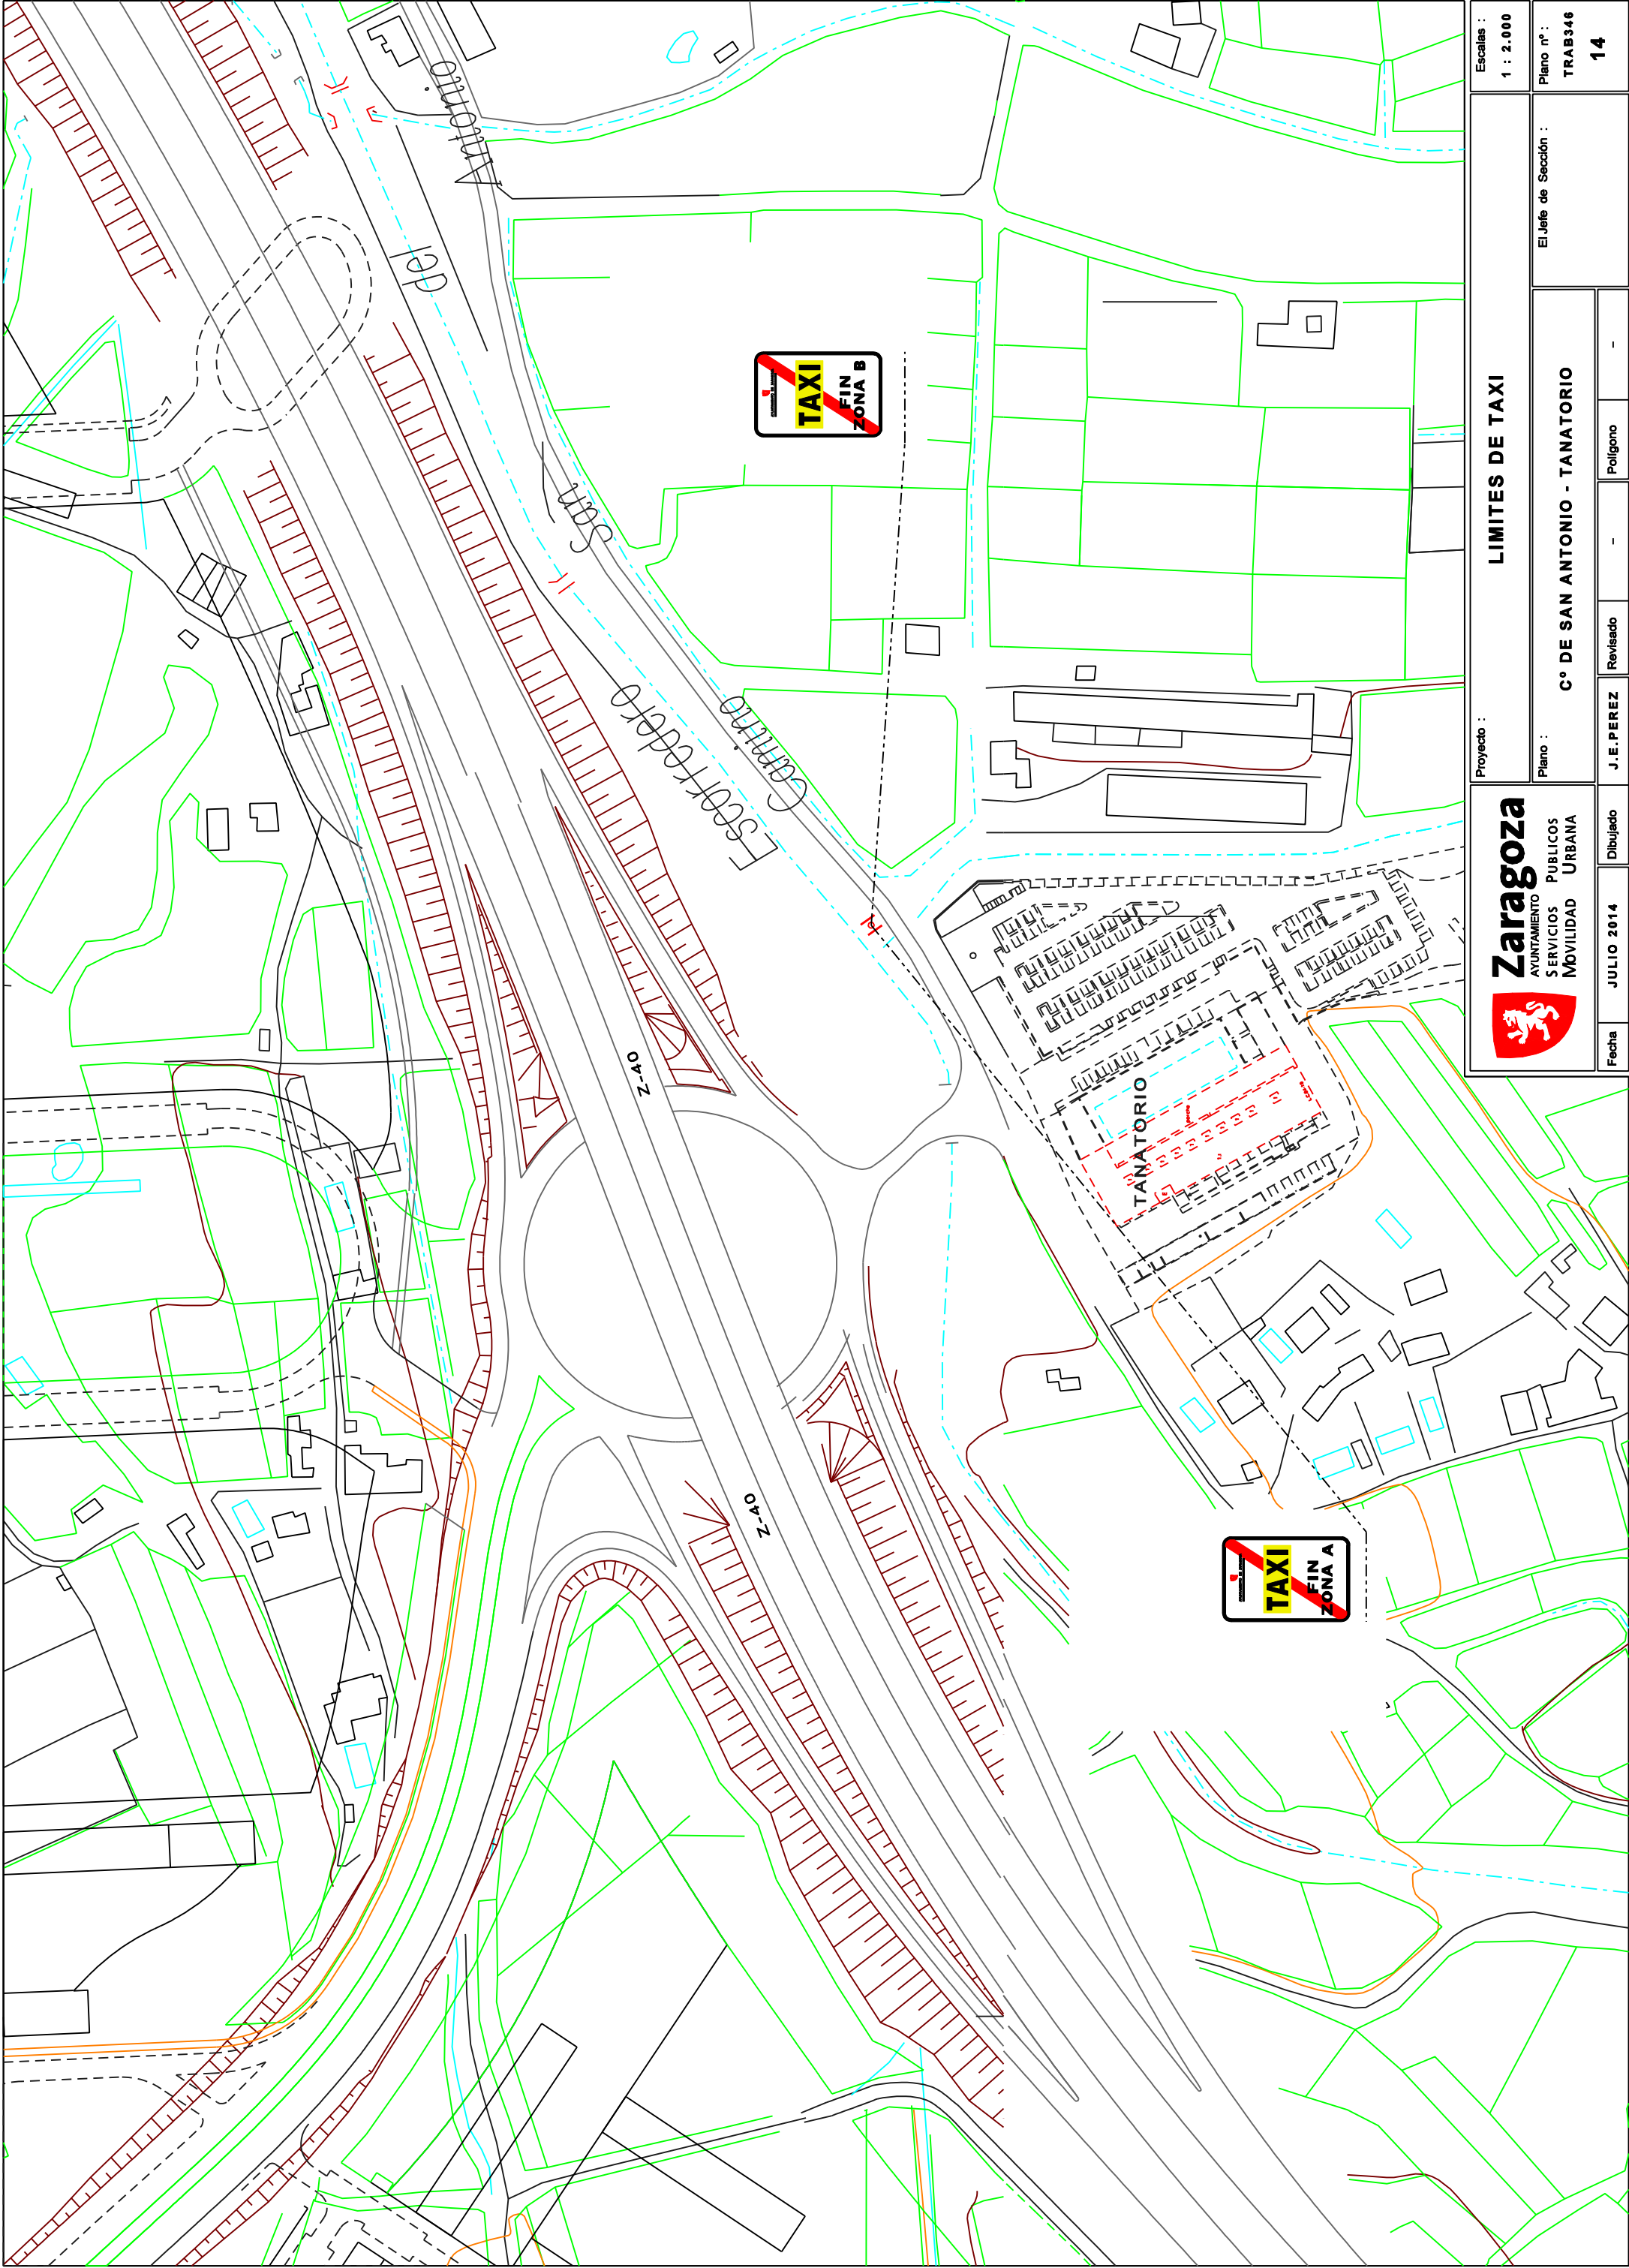 Antonio
del
San
Camino
Escorredero
TAXI
FIN
ZONA B
Z-40
Z-40
TANATORIO
TAXI
FIN
ZONA A
Zaragoza
AYUNTAMIENTO
SERVICIOS PUBLICOS
MOVILIDAD URBANA
Proyecto :
LIMITES DE TAXI
Escalas :
1 : 2.000
Plano :
Cº DE SAN ANTONIO - TANATORIO
El Jefe de Sección :
Plano nº :
TRAB346
14
Fecha
JULIO 2014
Dibujado
J.E.PEREZ
Revisado
-
Polígono
-